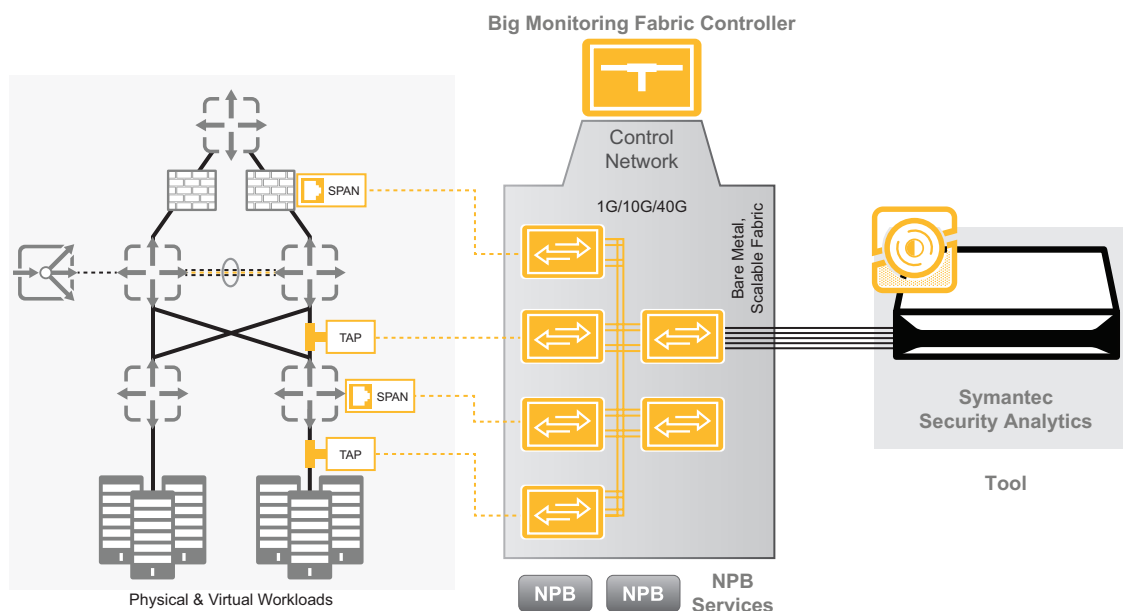 Big Monitoring Fabric Controller
Control
Network
1G/10G/40G
Bare Metal,
Scalable Fabric
SPAN
TAP
SPAN
TAP
Physical & Virtual Workloads
NPB
NPB
NPB
Services
Symantec
Security Analytics
Tool